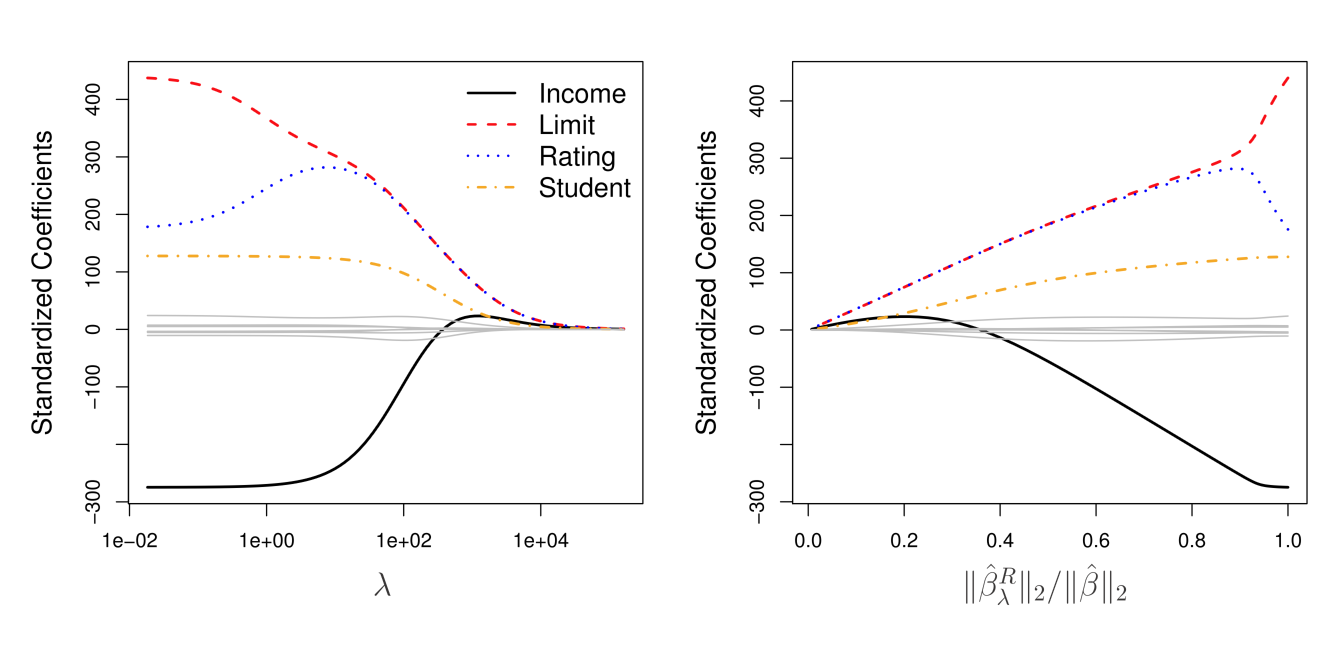 Standardized Coefficients
400
300
200
100
0
−100
−300
1e−02 1e+00 1e+02 1e+04
λ
Income
Limit
Rating
Student
Standardized Coefficients
400
300
200
100
0
−100
−300
0.0 0.2 0.4 0.6 0.8 1.0
‖β̂λᴿ‖₂/‖β̂‖₂